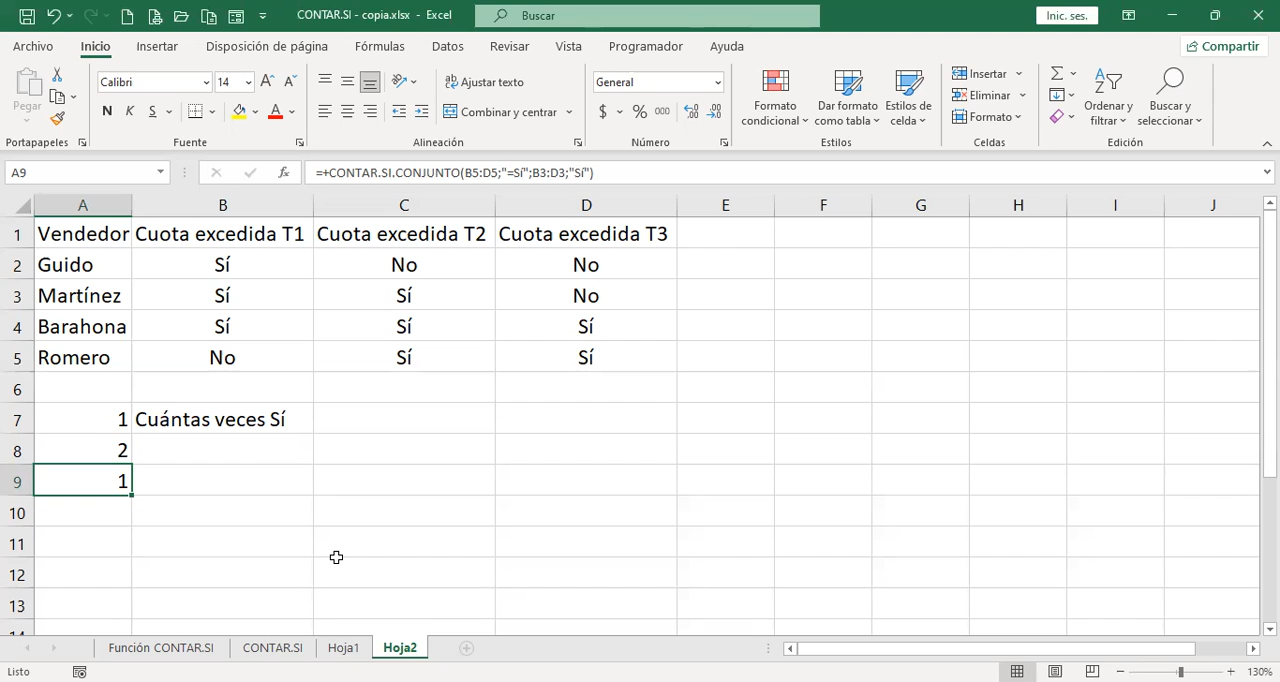 CONTAR.SI - copia.xlsx - Excel
Buscar
Inic. ses.
Archivo Inicio Insertar Disposición de página Fórmulas Datos Revisar Vista Programador Ayuda
Compartir
Pegar
Calibri 14
N K S A
Ajustar texto
Combinar y centrar
General
$ % 000
Formato condicional
Dar formato como tabla
Estilos de celda
Insertar
Eliminar
Formato
Ordenar y filtrar
Buscar y seleccionar
Portapapeles Fuente Alineación Número Estilos Celdas Edición
A9 fx =+CONTAR.SI.CONJUNTO(B5:D5;"=Sí";B3:D3;"Sí")
A B C D E F G H I J
1 Vendedor Cuota excedida T1 Cuota excedida T2 Cuota excedida T3
2 Guido Sí No No
3 Martínez Sí Sí No
4 Barahona Sí Sí Sí
5 Romero No Sí Sí
6
7 1 Cuántas veces Sí
8 2
9 1
10
11
12
13
14
Función CONTAR.SI CONTAR.SI Hoja1 Hoja2
Listo 130%